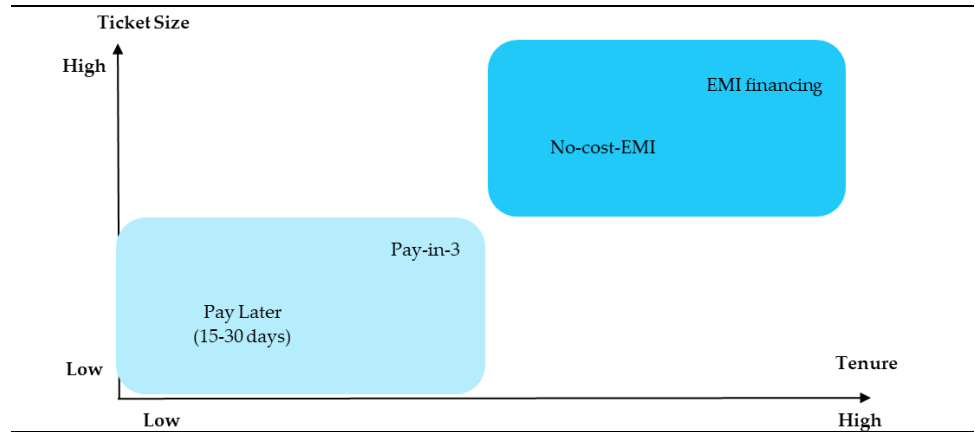 Ticket Size
High
EMI financing
No-cost-EMI
Pay-in-3
Pay Later
(15-30 days)
Low
Tenure
Low
High